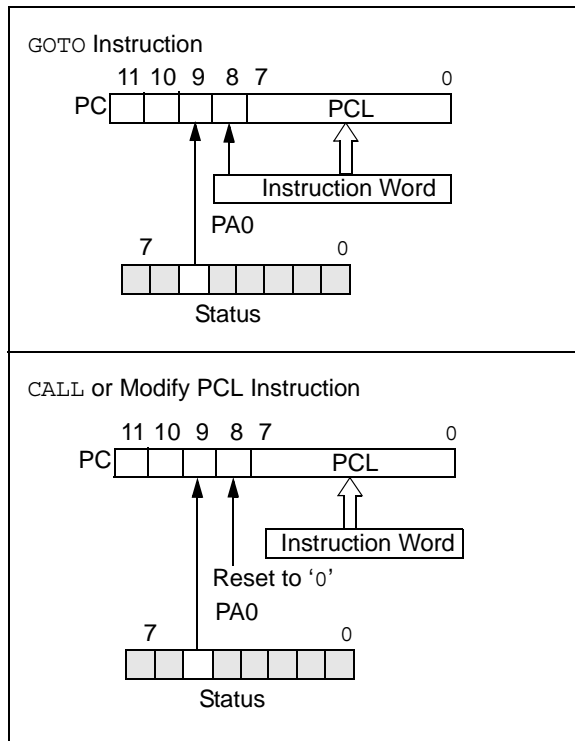 GOTO Instruction
11 10 9 8 7 0
PC PCL
Instruction Word
PA0
7 0
Status
CALL or Modify PCL Instruction
11 10 9 8 7 0
PC PCL
Instruction Word
Reset to ‘0’
PA0
7 0
Status